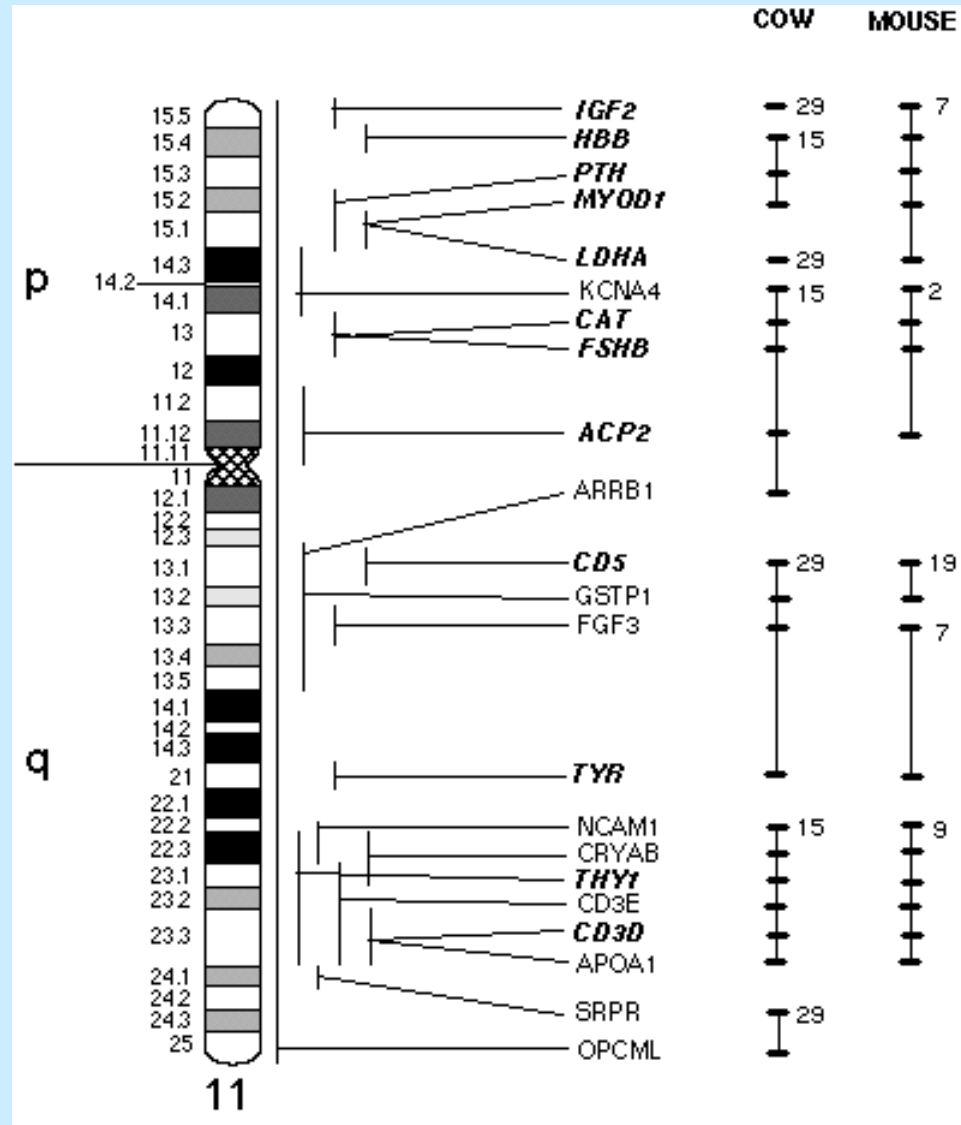 COW MOUSE
15.5 IGF2 29 7
15.4 HBB 15
15.3 PTH
15.2 MYOD1
15.1
14.3 LDHA 29
p
14.2 KCNA4 15 2
14.1
13 CAT
FSHB
12
11.2
11.12 ACP2
11.11
11
12.1 ARRB1
12.2
12.3
13.1 CD5 29 19
13.2 GSTP1
13.3 FGF3 7
13.4
13.5
14.1
14.2
14.3
q
21 TYR
22.1
22.2 NCAM1 15 9
22.3 CRYAB
23.1 THY1
23.2 CD3E
23.3 CD3D
APOA1
24.1
24.2 SRPR 29
24.3
25 OPCML
11